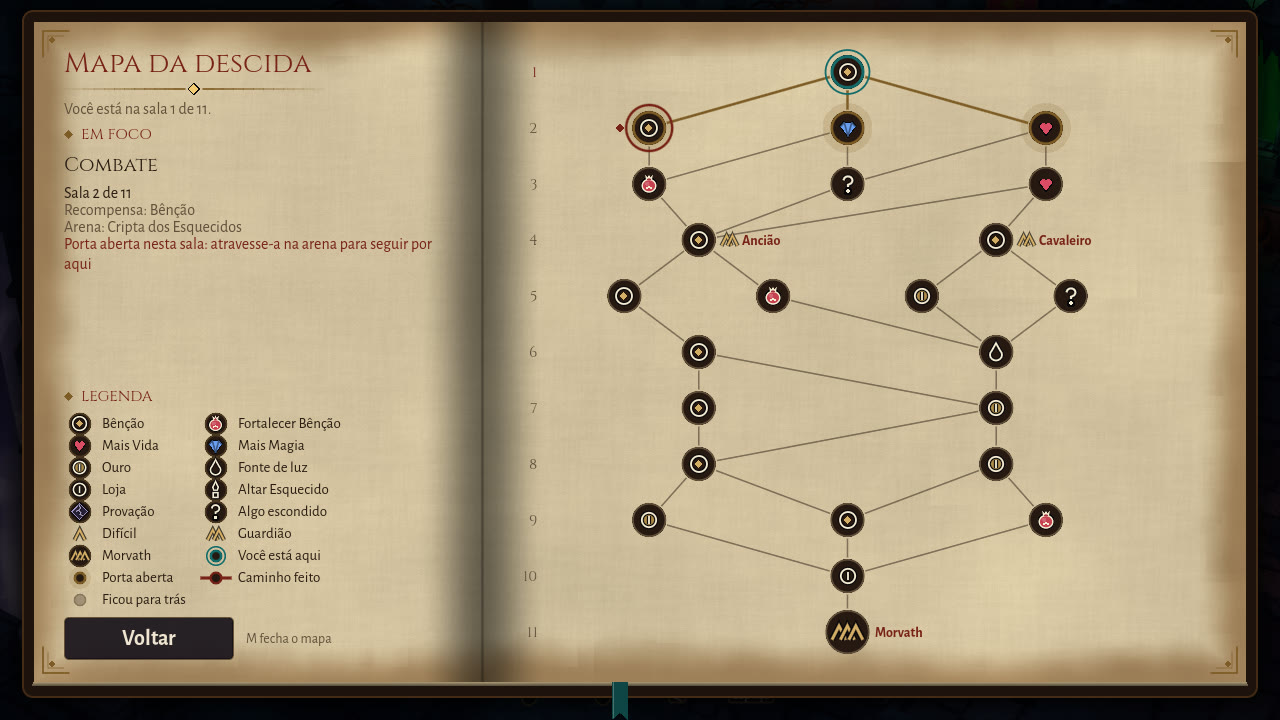 Mapa da descida
Você está na sala 1 de 11.
Em foco
Combate
Sala 2 de 11
Recompensa: Bênção
Arena: Cripta dos Esquecidos
Porta aberta nesta sala: atravesse-a na arena para seguir por
aqui
Legenda
Bênção
Fortalecer Bênção
Mais Vida
Mais Magia
Ouro
Fonte de luz
Loja
Altar Esquecido
Provação
Algo escondido
Difícil
Guardião
Morvath
Você está aqui
Porta aberta
Caminho feito
Ficou para trás
Voltar
M fecha o mapa
1
2
3
?
4
Ancião
Cavaleiro
5
?
6
7
8
9
10
11
Morvath